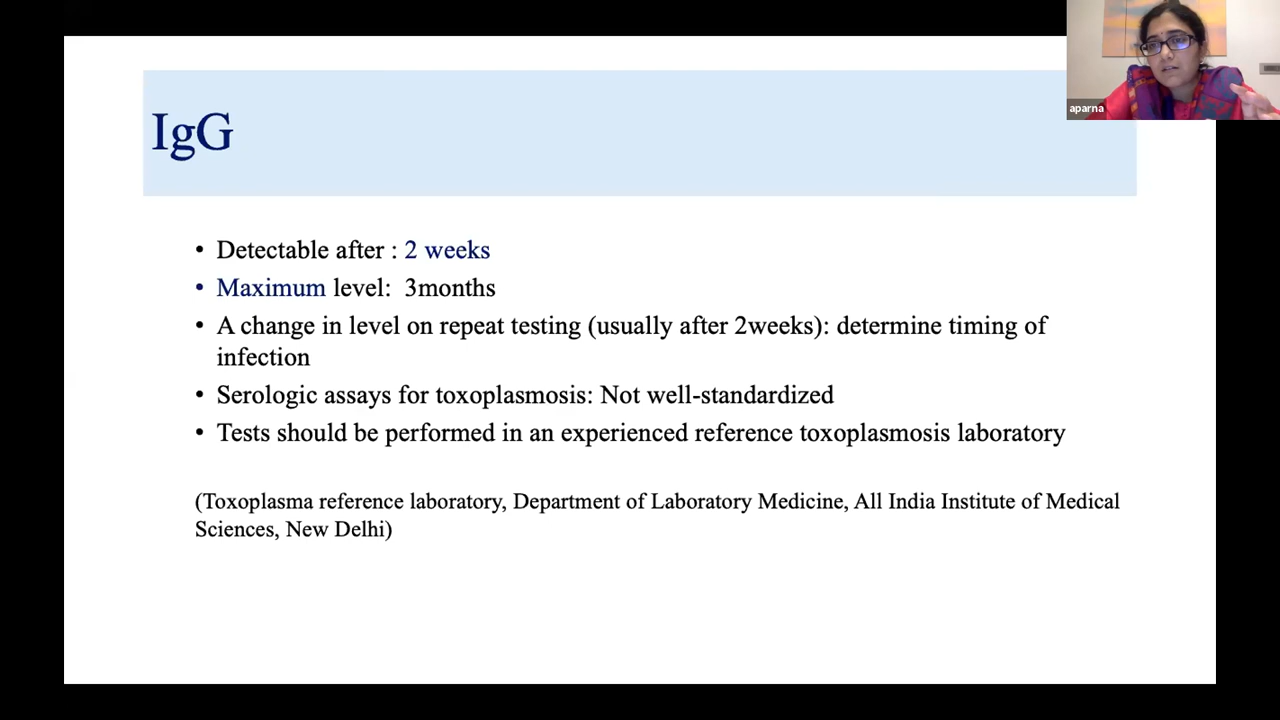 aparna
IgG
• Detectable after : 2 weeks
• Maximum level: 3months
• A change in level on repeat testing (usually after 2weeks): determine timing of
infection
• Serologic assays for toxoplasmosis: Not well-standardized
• Tests should be performed in an experienced reference toxoplasmosis laboratory
(Toxoplasma reference laboratory, Department of Laboratory Medicine, All India Institute of Medical
Sciences, New Delhi)